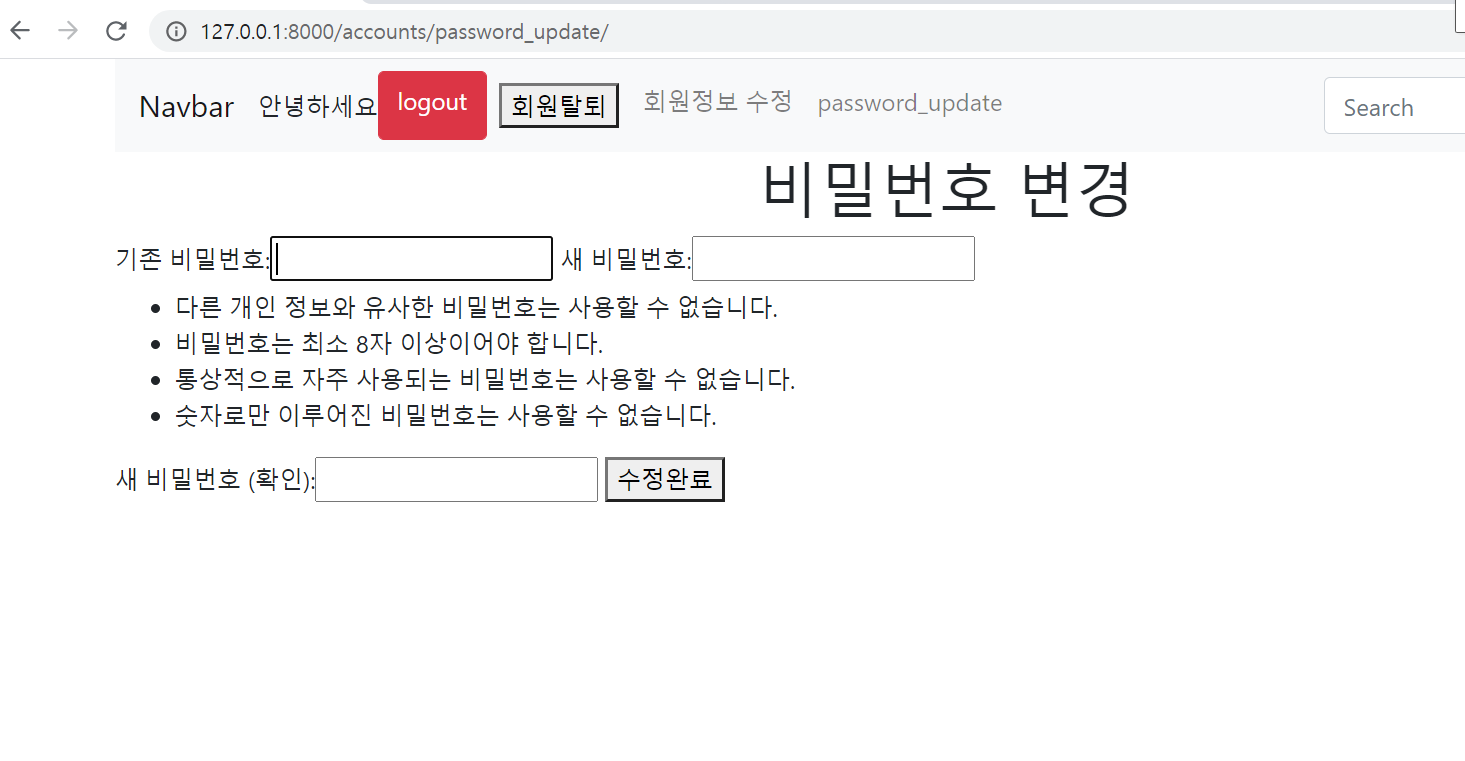 127.0.0.1:8000/accounts/password_update/
Navbar 안녕하세요 logout 회원탈퇴 회원정보 수정 password_update Search
비밀번호 변경
기존 비밀번호: 새 비밀번호:
다른 개인 정보와 유사한 비밀번호는 사용할 수 없습니다.
비밀번호는 최소 8자 이상이어야 합니다.
통상적으로 자주 사용되는 비밀번호는 사용할 수 없습니다.
숫자로만 이루어진 비밀번호는 사용할 수 없습니다.
새 비밀번호 (확인): 수정완료